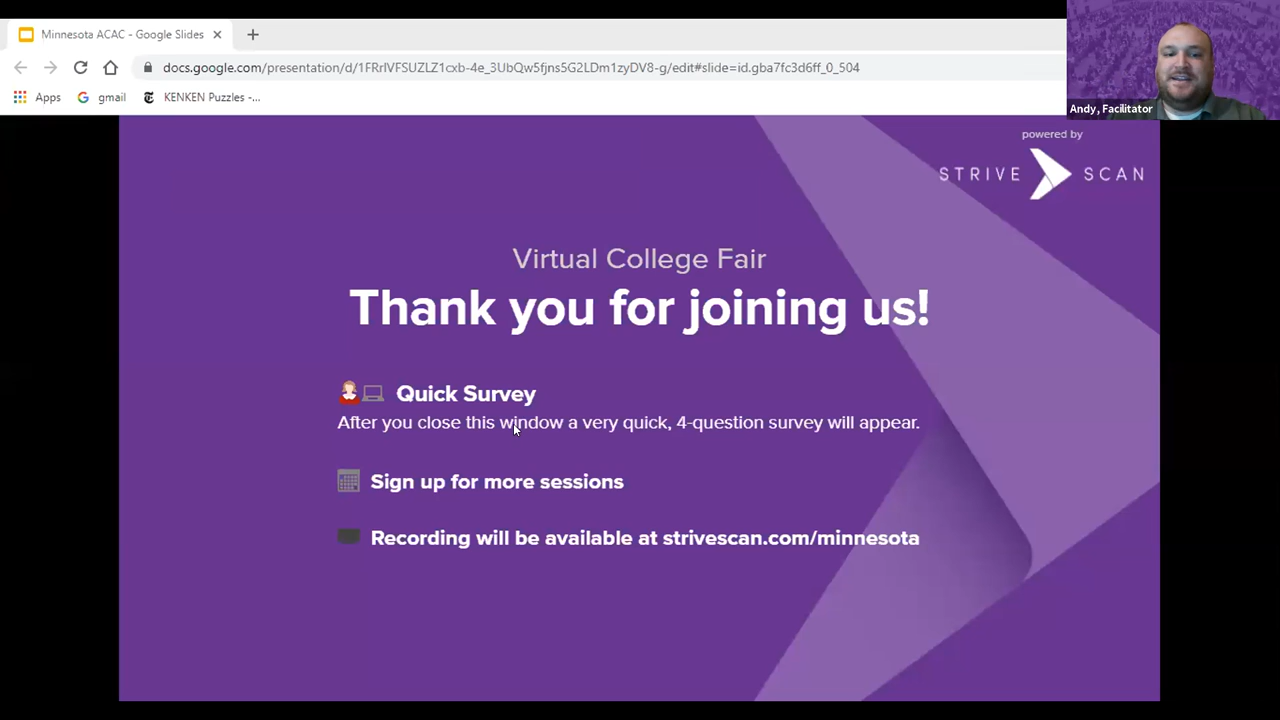 Minnesota ACAC - Google Slides
docs.google.com/presentation/d/1FRrIVFSUZLZ1cxb-4e_3UbQw5fjns5G2LDm1zyDV8-g/edit#slide=id.gba7fc3d6ff_0_504
Apps gmail KENKEN Puzzles -...
Andy, Facilitator
powered by
STRIVE SCAN
Virtual College Fair
Thank you for joining us!
Quick Survey
After you close this window a very quick, 4-question survey will appear.
Sign up for more sessions
Recording will be available at strivescan.com/minnesota